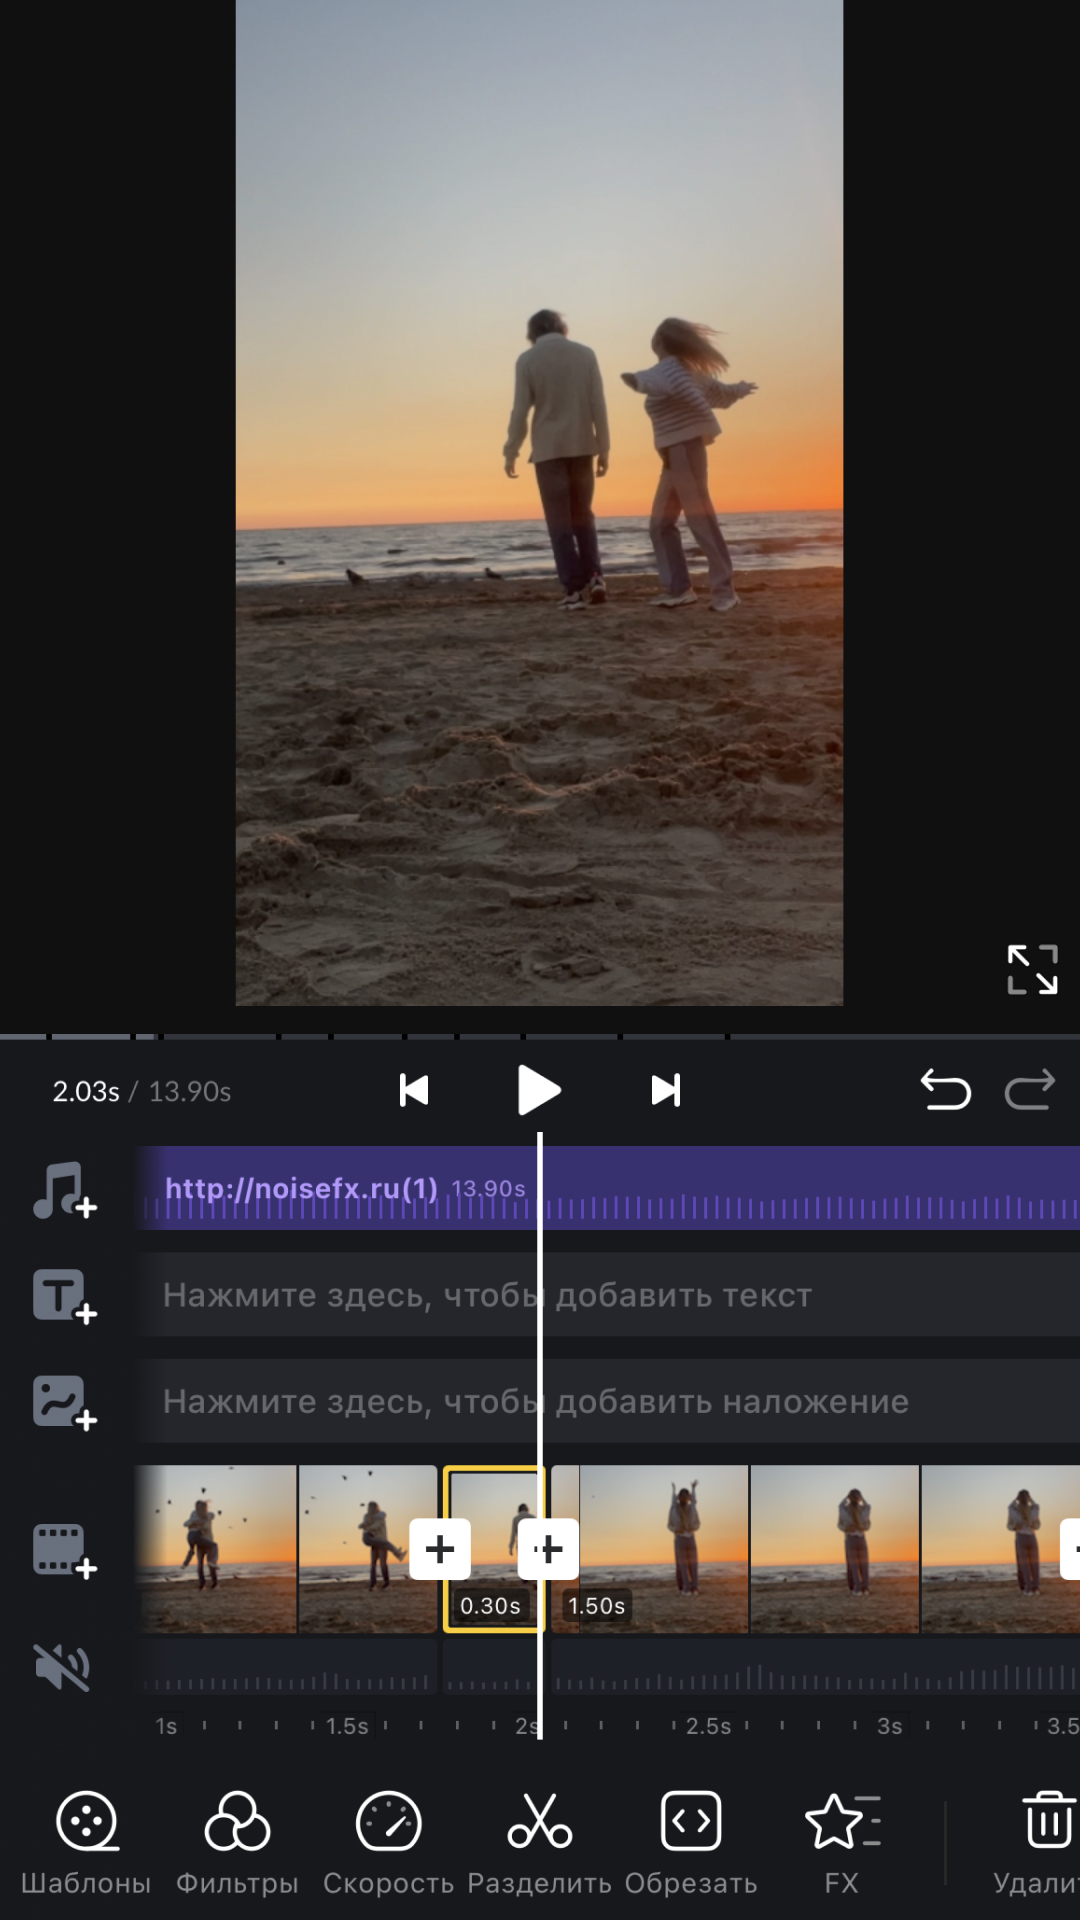 2.03s / 13.90s
http://noisefx.ru(1) 13.90s
Нажмите здесь, чтобы добавить текст
Нажмите здесь, чтобы добавить наложение
0.30s 1.50s
1s 1.5s 2s 2.5s 3s 3.5
Шаблоны Фильтры Скорость Разделить Обрезать FX Удали